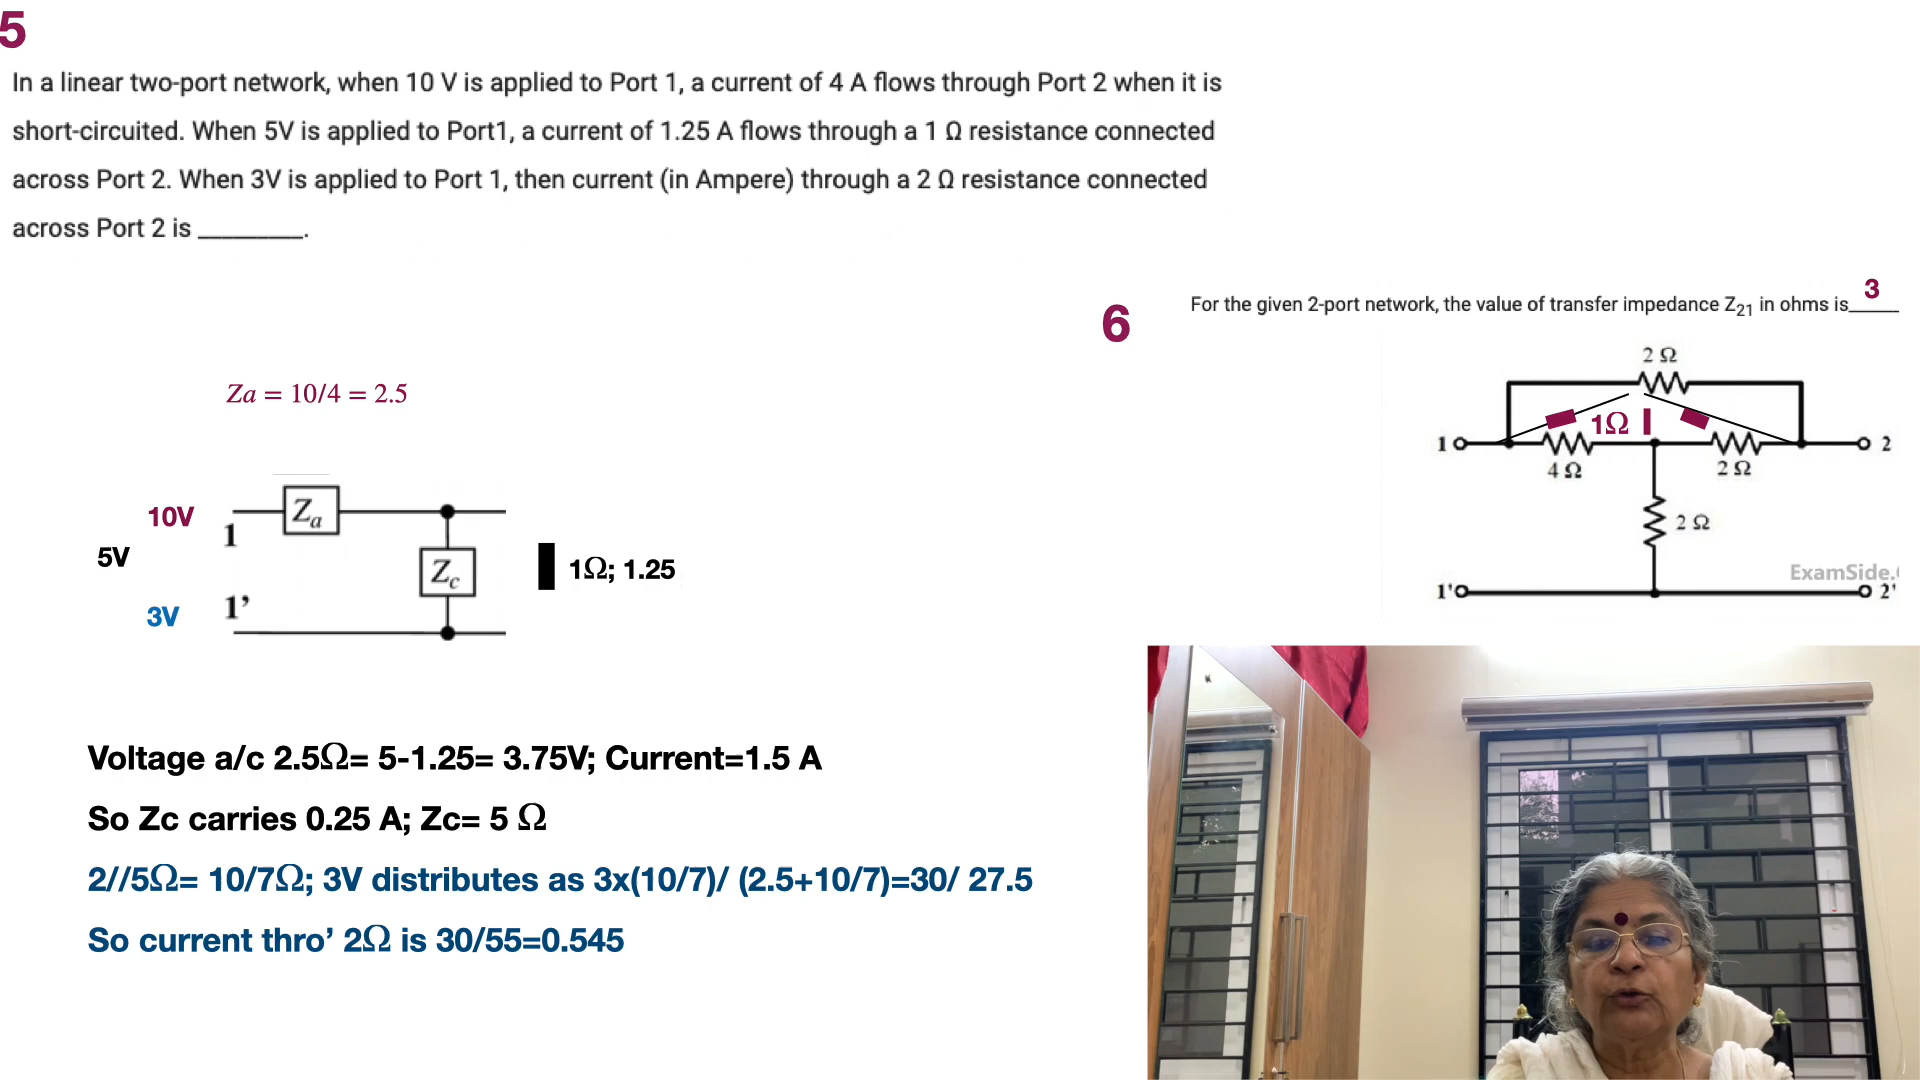 5
In a linear two-port network, when 10 V is applied to Port 1, a current of 4 A flows through Port 2 when it is
short-circuited. When 5V is applied to Port1, a current of 1.25 A flows through a 1 Ω resistance connected
across Port 2. When 3V is applied to Port 1, then current (in Ampere) through a 2 Ω resistance connected
across Port 2 is _________.
Za = 10/4 = 2.5
10V
5V
3V
1
1’
Za
Zc
1Ω; 1.25
Voltage a/c 2.5Ω= 5-1.25= 3.75V; Current=1.5 A
So Zc carries 0.25 A; Zc= 5 Ω
2//5Ω= 10/7Ω; 3V distributes as 3x(10/7)/ (2.5+10/7)=30/ 27.5
So current thro’ 2Ω is 30/55=0.545
6
For the given 2-port network, the value of transfer impedance Z21 in ohms is_____
3
2 Ω
1Ω
1
2
4 Ω
2 Ω
2 Ω
ExamSide.
1'
2'